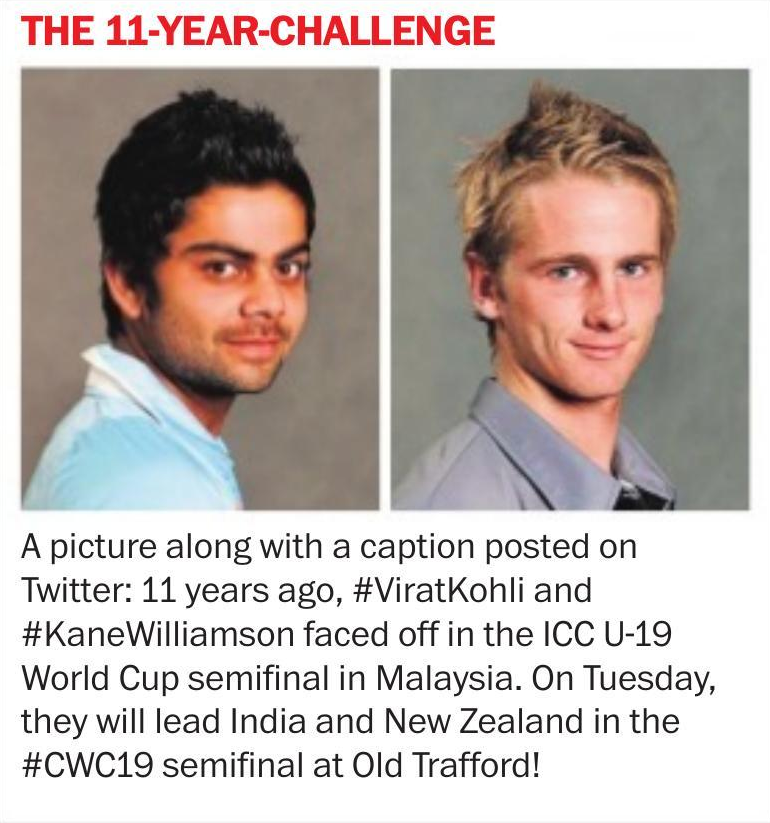 THE 11-YEAR-CHALLENGE
A picture along with a caption posted on
Twitter: 11 years ago, #ViratKohli and
#KaneWilliamson faced off in the ICC U-19
World Cup semifinal in Malaysia. On Tuesday,
they will lead India and New Zealand in the
#CWC19 semifinal at Old Trafford!